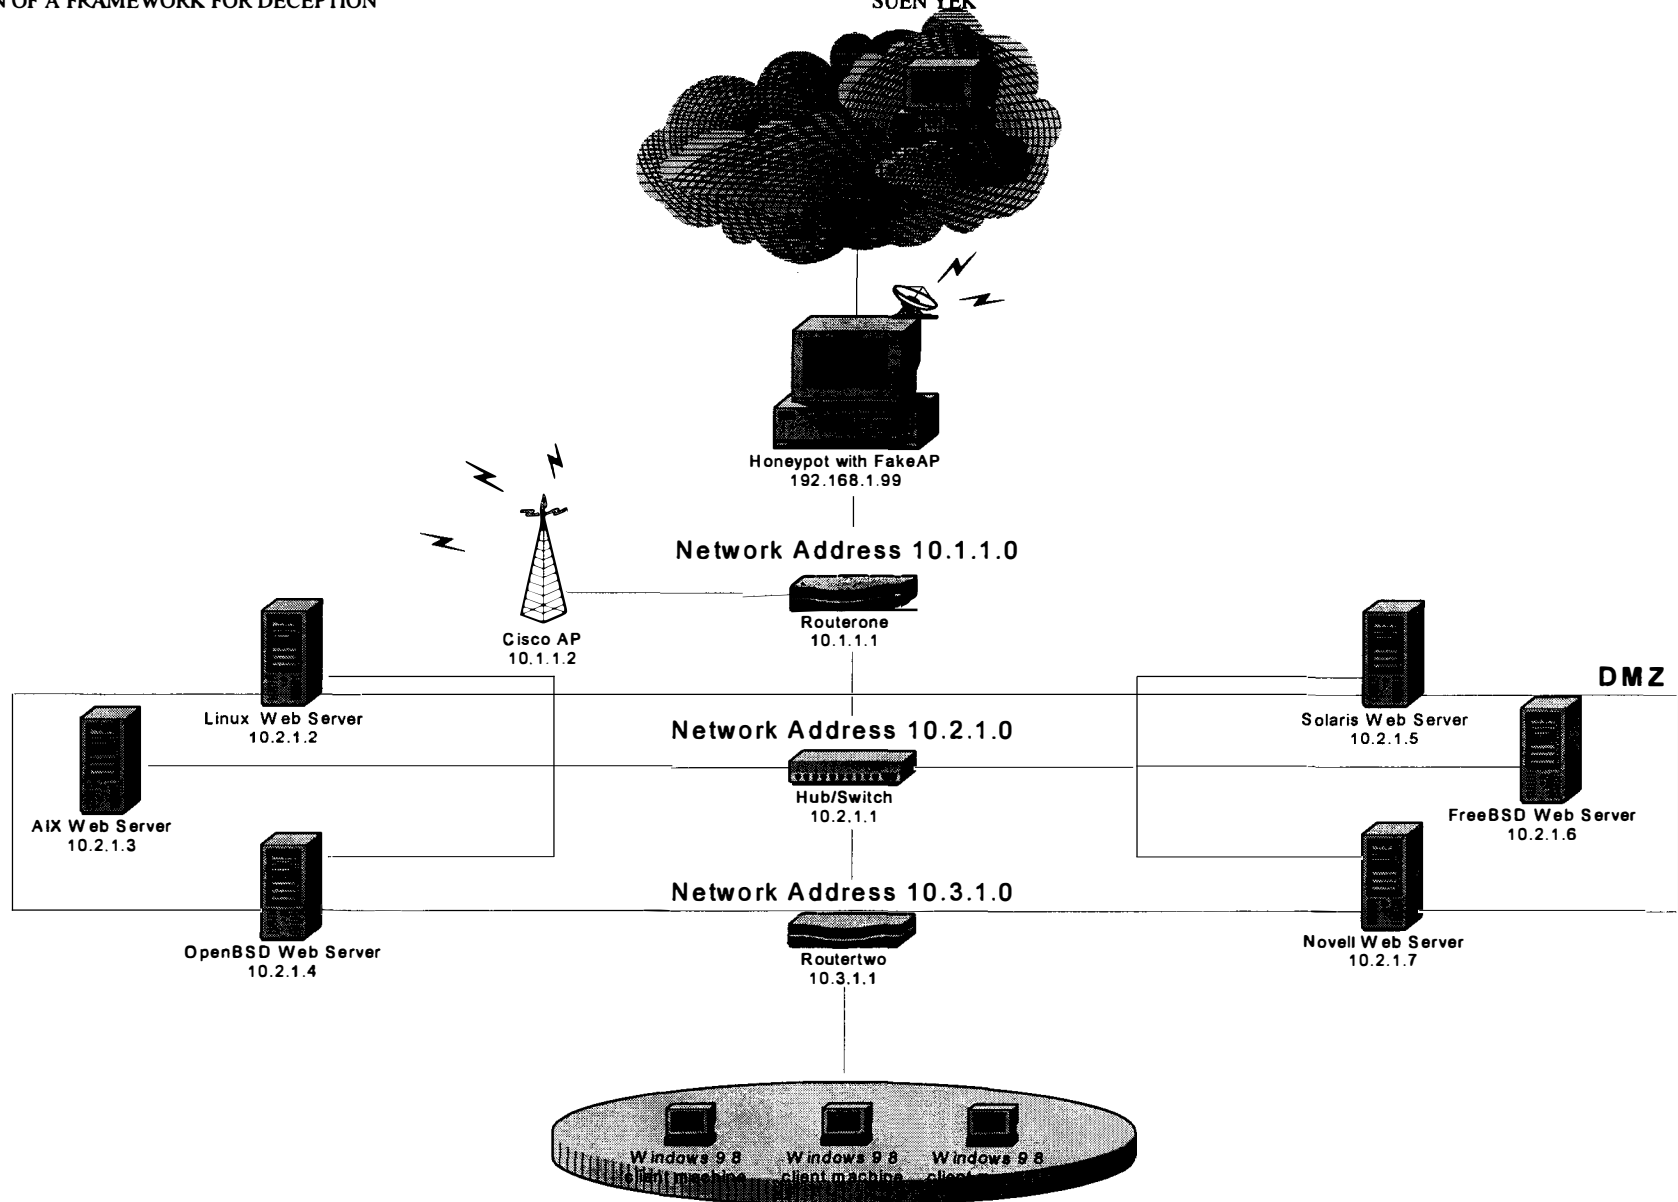 N OF A FRAMEWORK FOR DECEPTION
SUEN YEK
Honeypot with FakeAP
192.168.1.99
Network Address 10.1.1.0
Cisco AP
10.1.1.2
Routerone
10.1.1.1
DMZ
Linux Web Server
10.2.1.2
Network Address 10.2.1.0
Solaris Web Server
10.2.1.5
AIX Web Server
10.2.1.3
Hub/Switch
10.2.1.1
FreeBSD Web Server
10.2.1.6
Network Address 10.3.1.0
OpenBSD Web Server
10.2.1.4
Routertwo
10.3.1.1
Novell Web Server
10.2.1.7
Windows 98
client machine
Windows 98
client machine
Windows 98